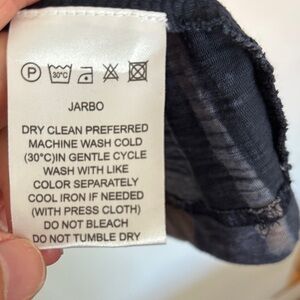 P 30°C
JARBO
DRY CLEAN PREFERRED
MACHINE WASH COLD
(30°C)IN GENTLE CYCLE
WASH WITH LIKE
COLOR SEPARATELY
COOL IRON IF NEEDED
(WITH PRESS CLOTH)
DO NOT BLEACH
DO NOT TUMBLE DRY